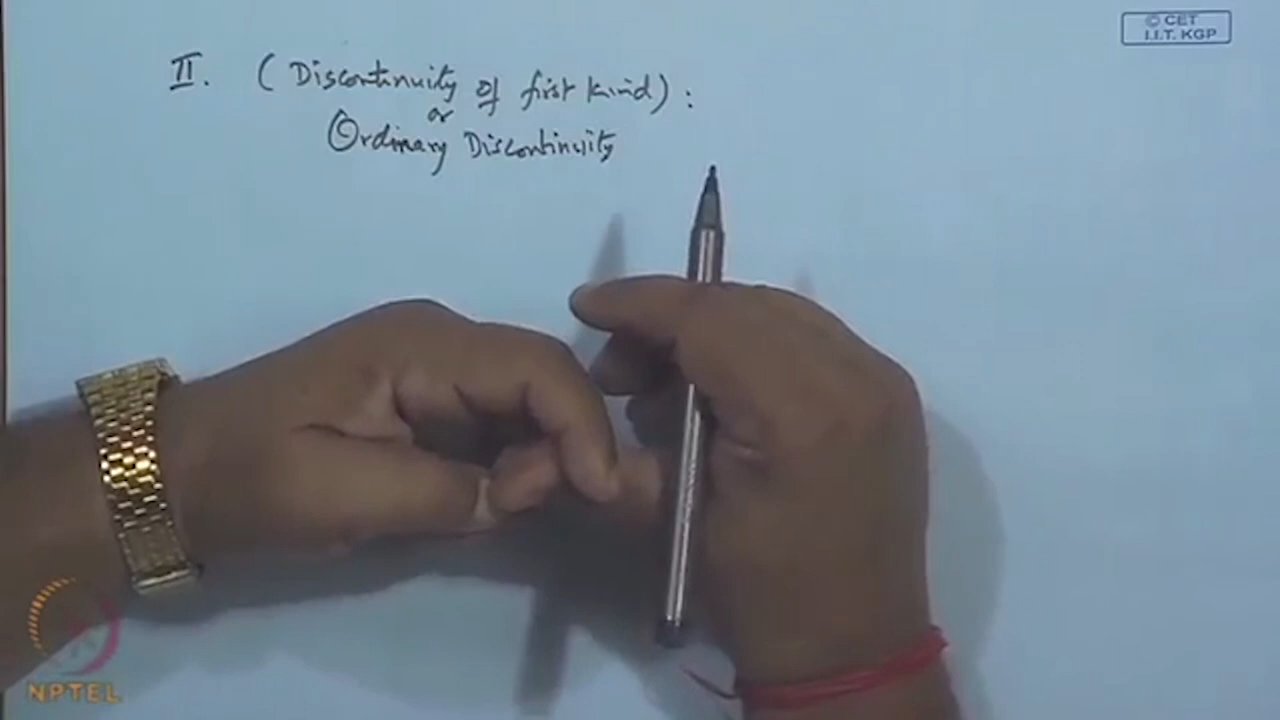 © CET
I.I.T. KGP
II. (Discontinuity of first kind):
or
Ordinary Discontinuity
NPTEL